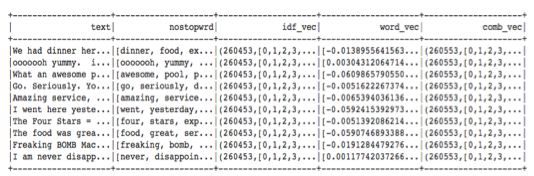 +--------------------+--------------------+--------------------+--------------------+--------------------+
| text| nostopwrd| idf_vec| word_vec| comb_vec|
+--------------------+--------------------+--------------------+--------------------+--------------------+
|We had dinner her...|[dinner, food, ex...|(260453,[0,1,2,3,...|[-0.0138955641563...|(260553,[0,1,2,3,...|
|ooooooh yummy. i...|[ooooooh, yummy, ...|(260453,[0,1,2,3,...|[0.00304312064714...|(260553,[0,1,2,3,...|
|What an awesome p...|[awesome, pool, p...|(260453,[0,1,2,3,...|[-0.0609865790550...|(260553,[0,1,2,3,...|
|Go. Seriously. Yo...|[go, seriously, d...|(260453,[0,1,2,3,...|[-0.0051622267374...|(260553,[0,1,2,3,...|
|Amazing service, ...|[amazing, service...|(260453,[0,1,2,3,...|[-0.0065394036136...|(260553,[0,1,2,3,...|
|I went here yeste...|[went, yesterday,...|(260453,[0,1,2,3,...|[-0.0592415392973...|(260553,[0,1,2,3,...|
|The Four Stars = ...|[four, stars, exp...|(260453,[0,1,2,3,...|[-0.0051392086214...|(260553,[0,1,2,3,...|
|The food was grea...|[food, great, ser...|(260453,[0,1,2,3,...|[-0.0590746893388...|(260553,[0,1,2,3,...|
|Freaking BOMB Mac...|[freaking, bomb, ...|(260453,[0,1,2,3,...|[-0.0191284479276...|(260553,[0,1,2,3,...|
|I am never disapp...|[never, disappoin...|(260453,[0,1,2,3,...|[0.00117742037266...|(260553,[0,1,2,3,...|
+--------------------+--------------------+--------------------+--------------------+--------------------+